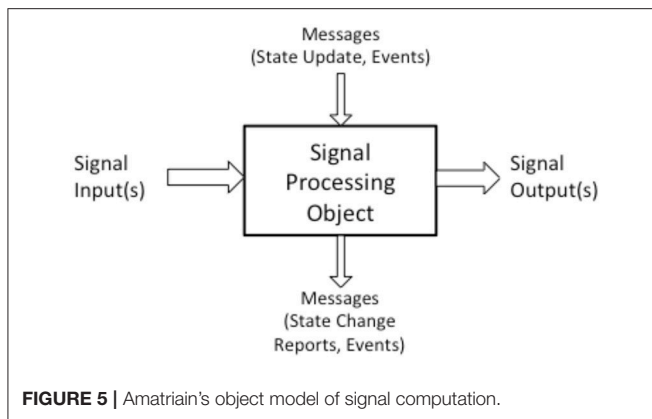 Messages
(State Update, Events)
Signal
Input(s)
Signal
Processing
Object
Signal
Output(s)
Messages
(State Change
Reports, Events)
FIGURE 5 | Amatriain's object model of signal computation.